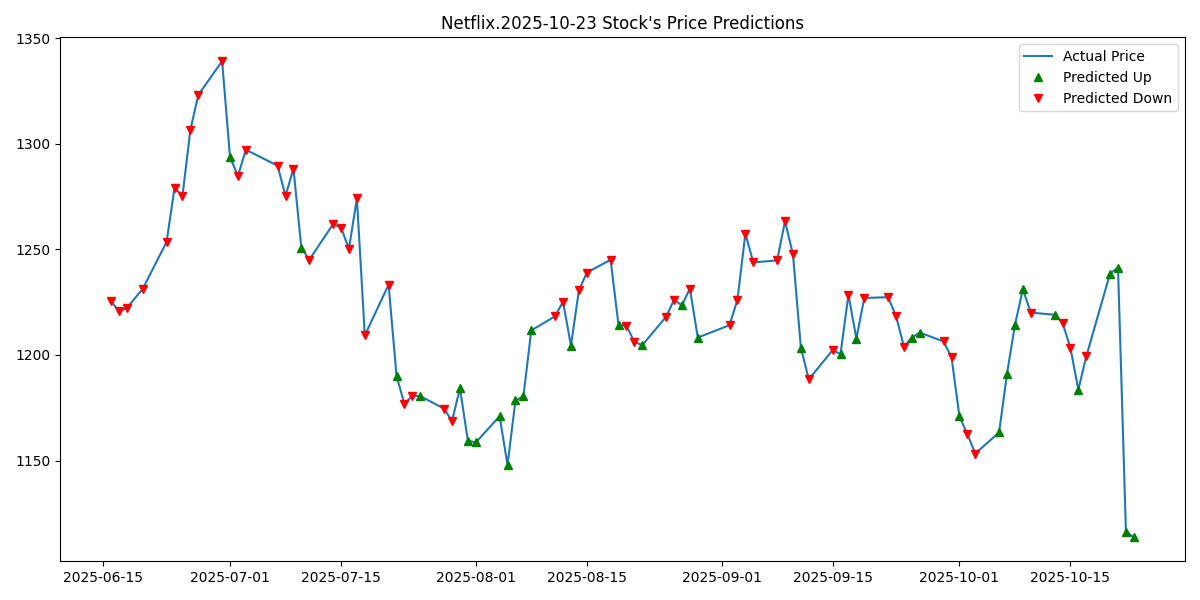 Netflix.2025-10-23 Stock's Price Predictions
1350
1300
1250
1200
1150
Actual Price
Predicted Up
Predicted Down
2025-06-15 2025-07-01 2025-07-15 2025-08-01 2025-08-15 2025-09-01 2025-09-15 2025-10-01 2025-10-15